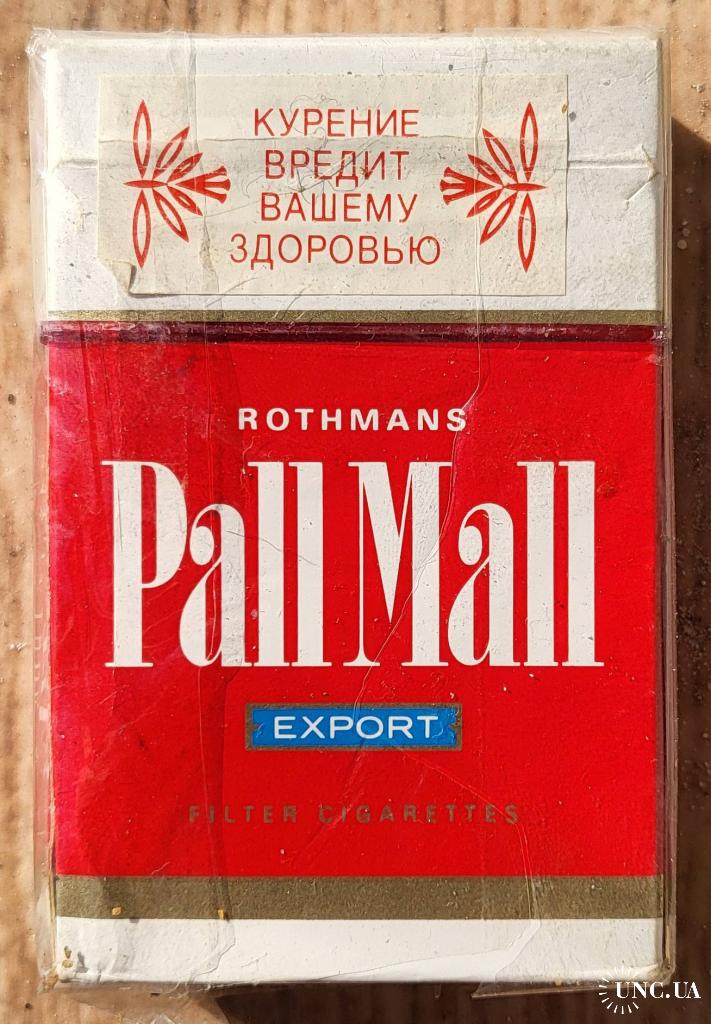 КУРЕНИЕ
ВРЕДИТ
ВАШЕМУ
ЗДОРОВЬЮ
ROTHMANS
Pall Mall
EXPORT
FILTER CIGARETTES
UNC.UA